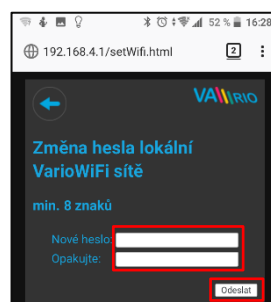 52 % 16:28
192.168.4.1/setWifi.html 2
VARIO
Změna hesla lokální
VarioWiFi sítě
min. 8 znaků
Nové heslo:
Opakujte:
Odeslat